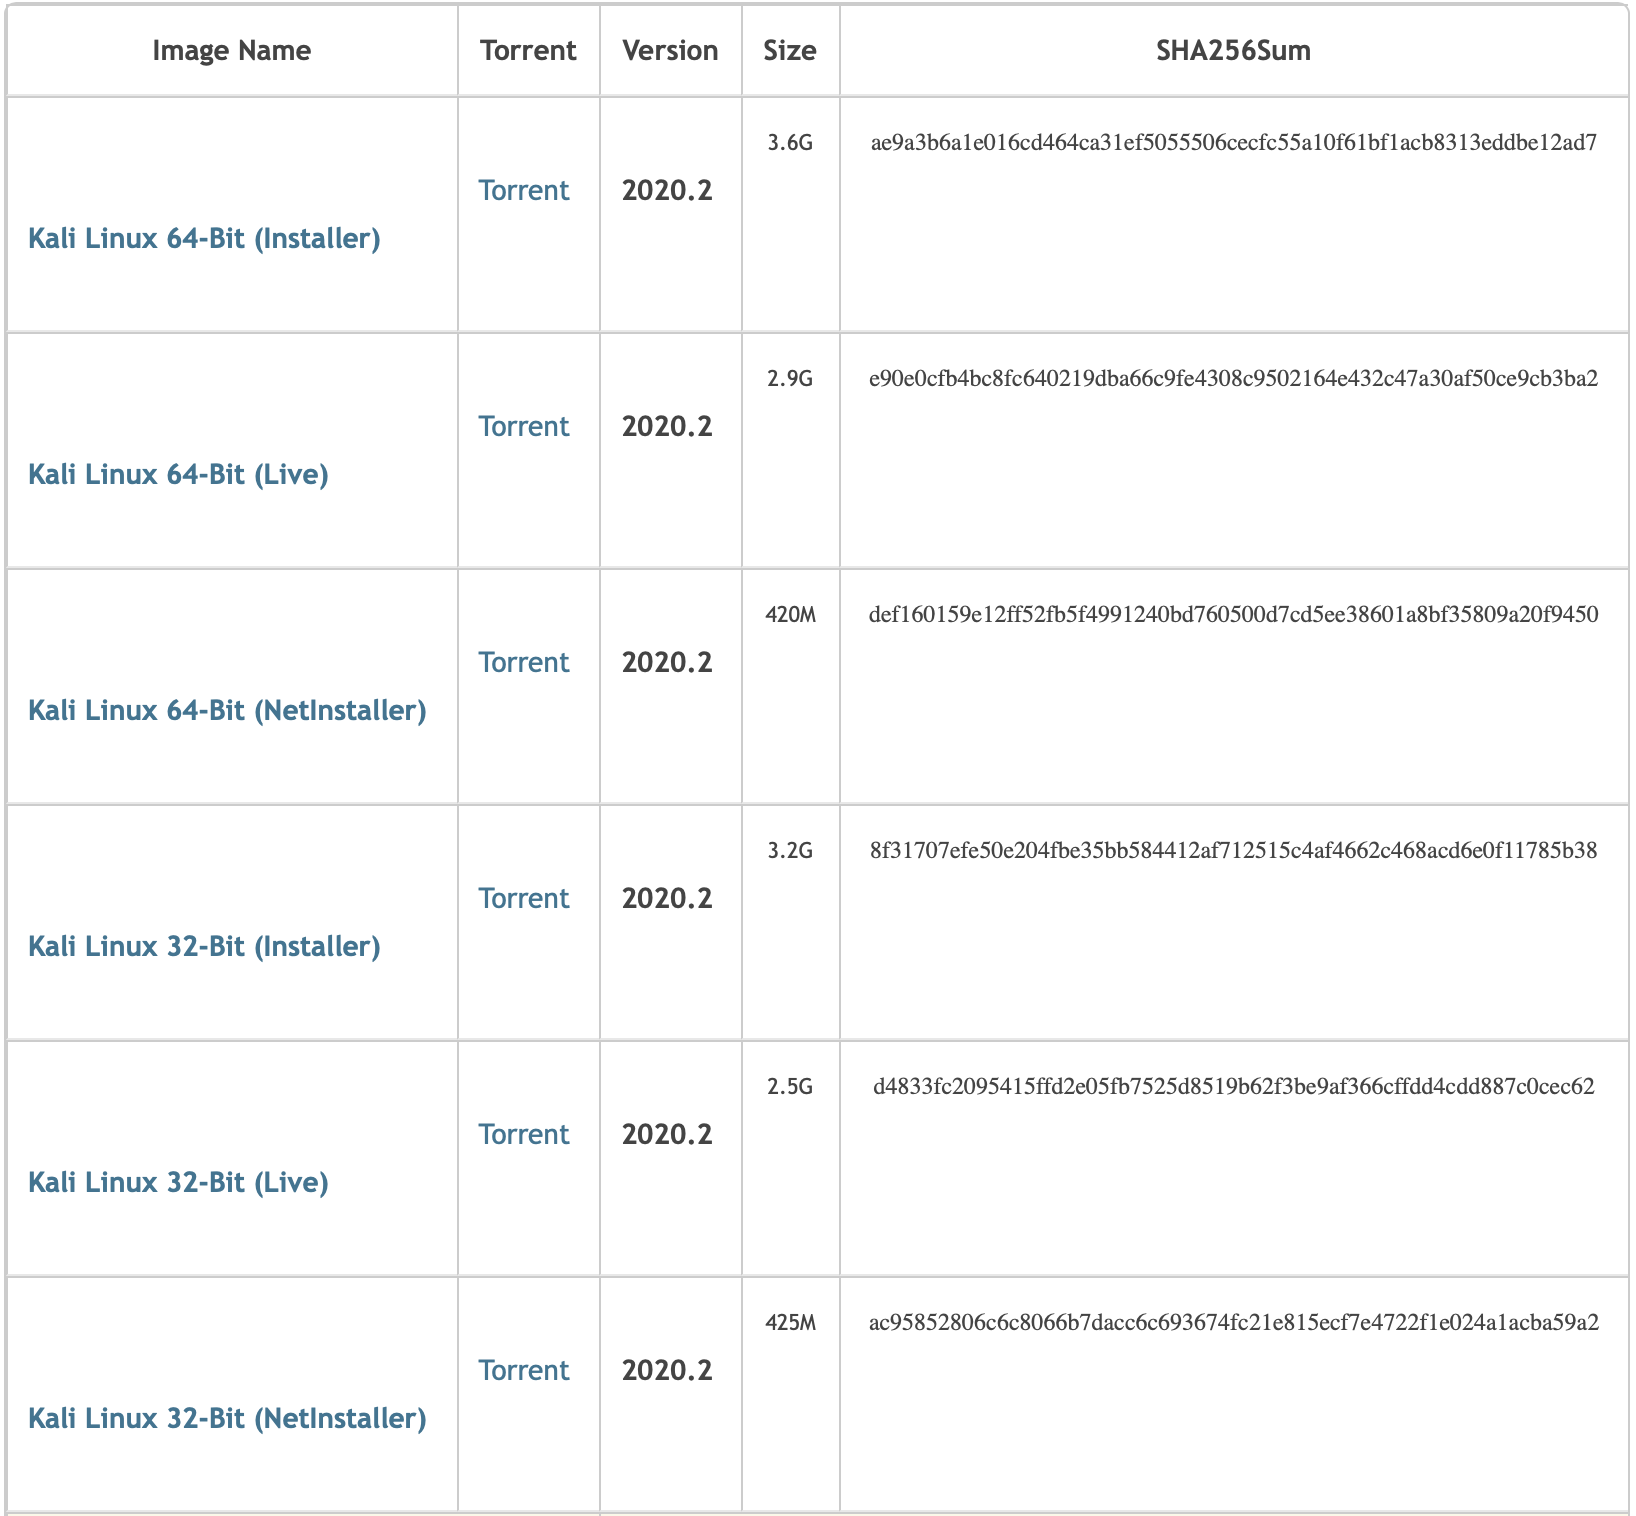 Image Name Torrent Version Size SHA256Sum
3.6G ae9a3b6a1e016cd464ca31ef5055506cecfc55a10f61bf1acb8313eddbe12ad7
Torrent 2020.2
Kali Linux 64-Bit (Installer)
2.9G e90e0cfb4bc8fc640219dba66c9fe4308c9502164e432c47a30af50ce9cb3ba2
Torrent 2020.2
Kali Linux 64-Bit (Live)
420M def160159e12ff52fb5f4991240bd760500d7cd5ee38601a8bf35809a20f9450
Torrent 2020.2
Kali Linux 64-Bit (NetInstaller)
3.2G 8f31707efe50e204fbe35bb584412af712515c4af4662c468acd6e0f11785b38
Torrent 2020.2
Kali Linux 32-Bit (Installer)
2.5G d4833fc2095415ffd2e05fb7525d8519b62f3be9af366cffdd4cdd887c0cec62
Torrent 2020.2
Kali Linux 32-Bit (Live)
425M ac95852806c6c8066b7dacc6c693674fc21e815ecf7e4722f1e024a1acba59a2
Torrent 2020.2
Kali Linux 32-Bit (NetInstaller)